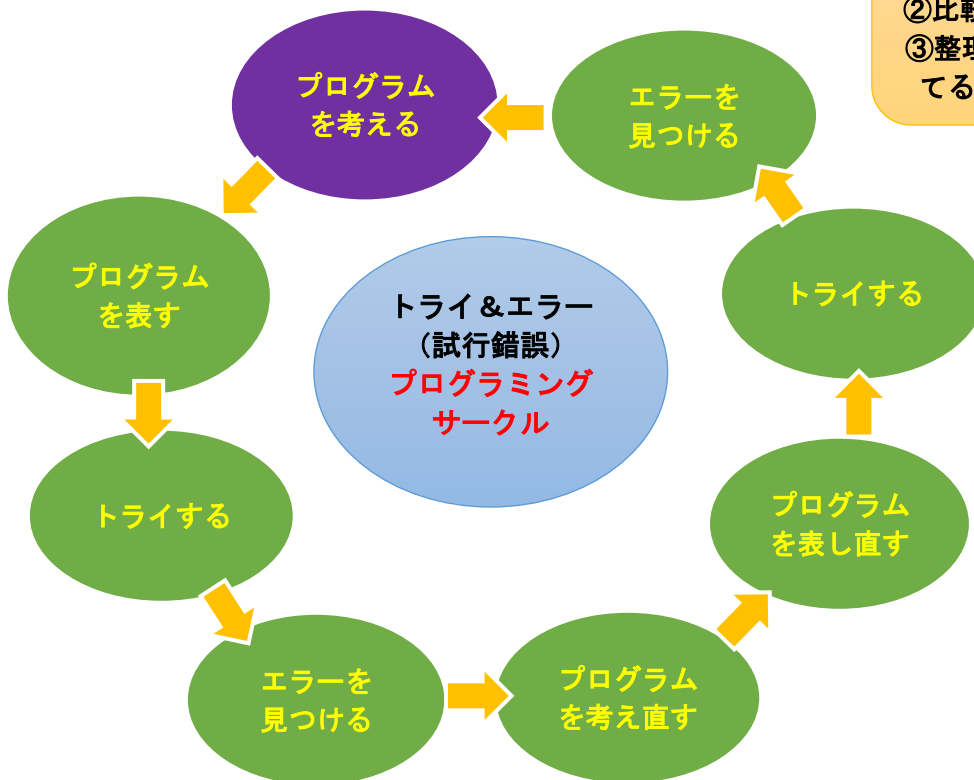 プログラム
を考える
プログラム
を表す
トライする
エラーを
見つける
プログラム
を考え直す
プログラム
を表し直す
トライする
エラーを
見つける
トライ＆エラー
（試行錯誤）
プログラミング
サークル
②比較
③整理
てる